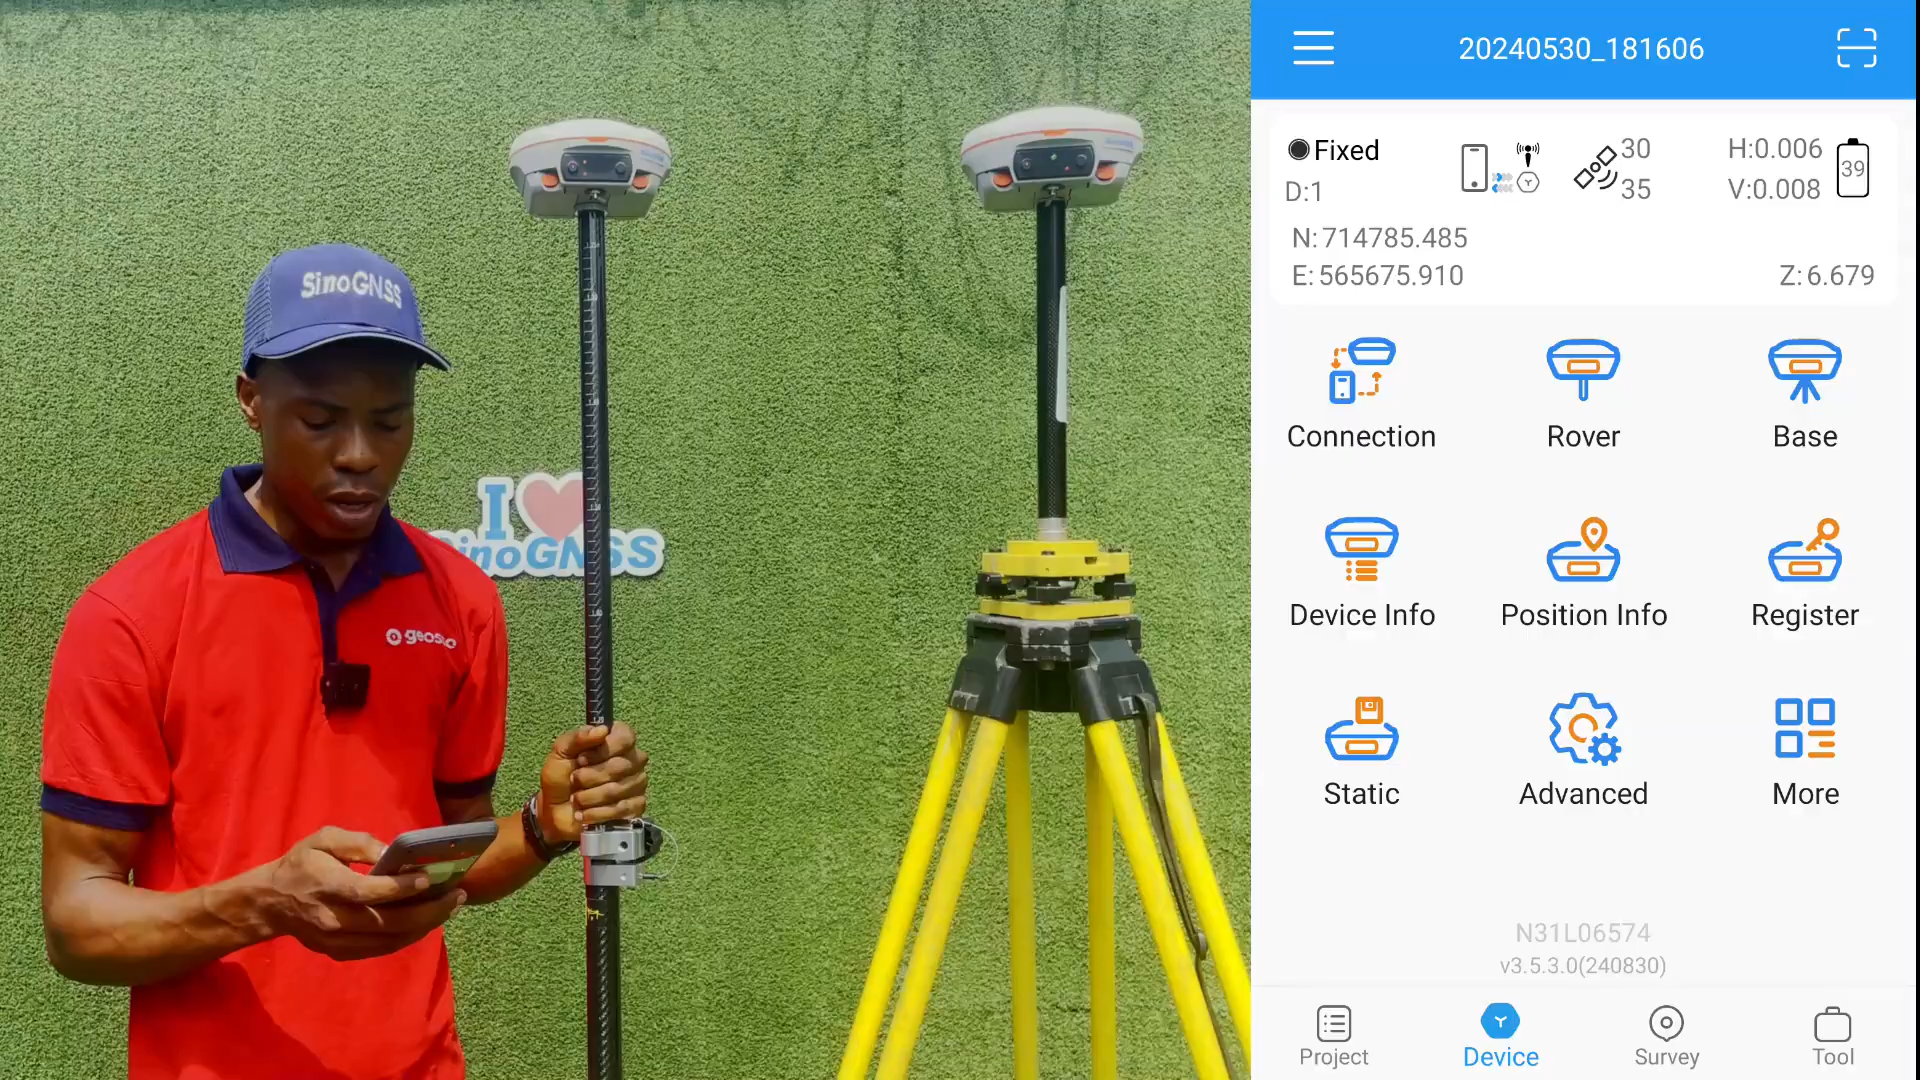 SinoGNSS
I
SinoGNSS
20240530_181606
Fixed
30
H:0.006
39
D:1
35
V:0.008
N:714785.485
E:565675.910
Z:6.679
Connection
Rover
Base
Device Info
Position Info
Register
Static
Advanced
More
N31L06574
v3.5.3.0(240830)
Project
Device
Survey
Tool